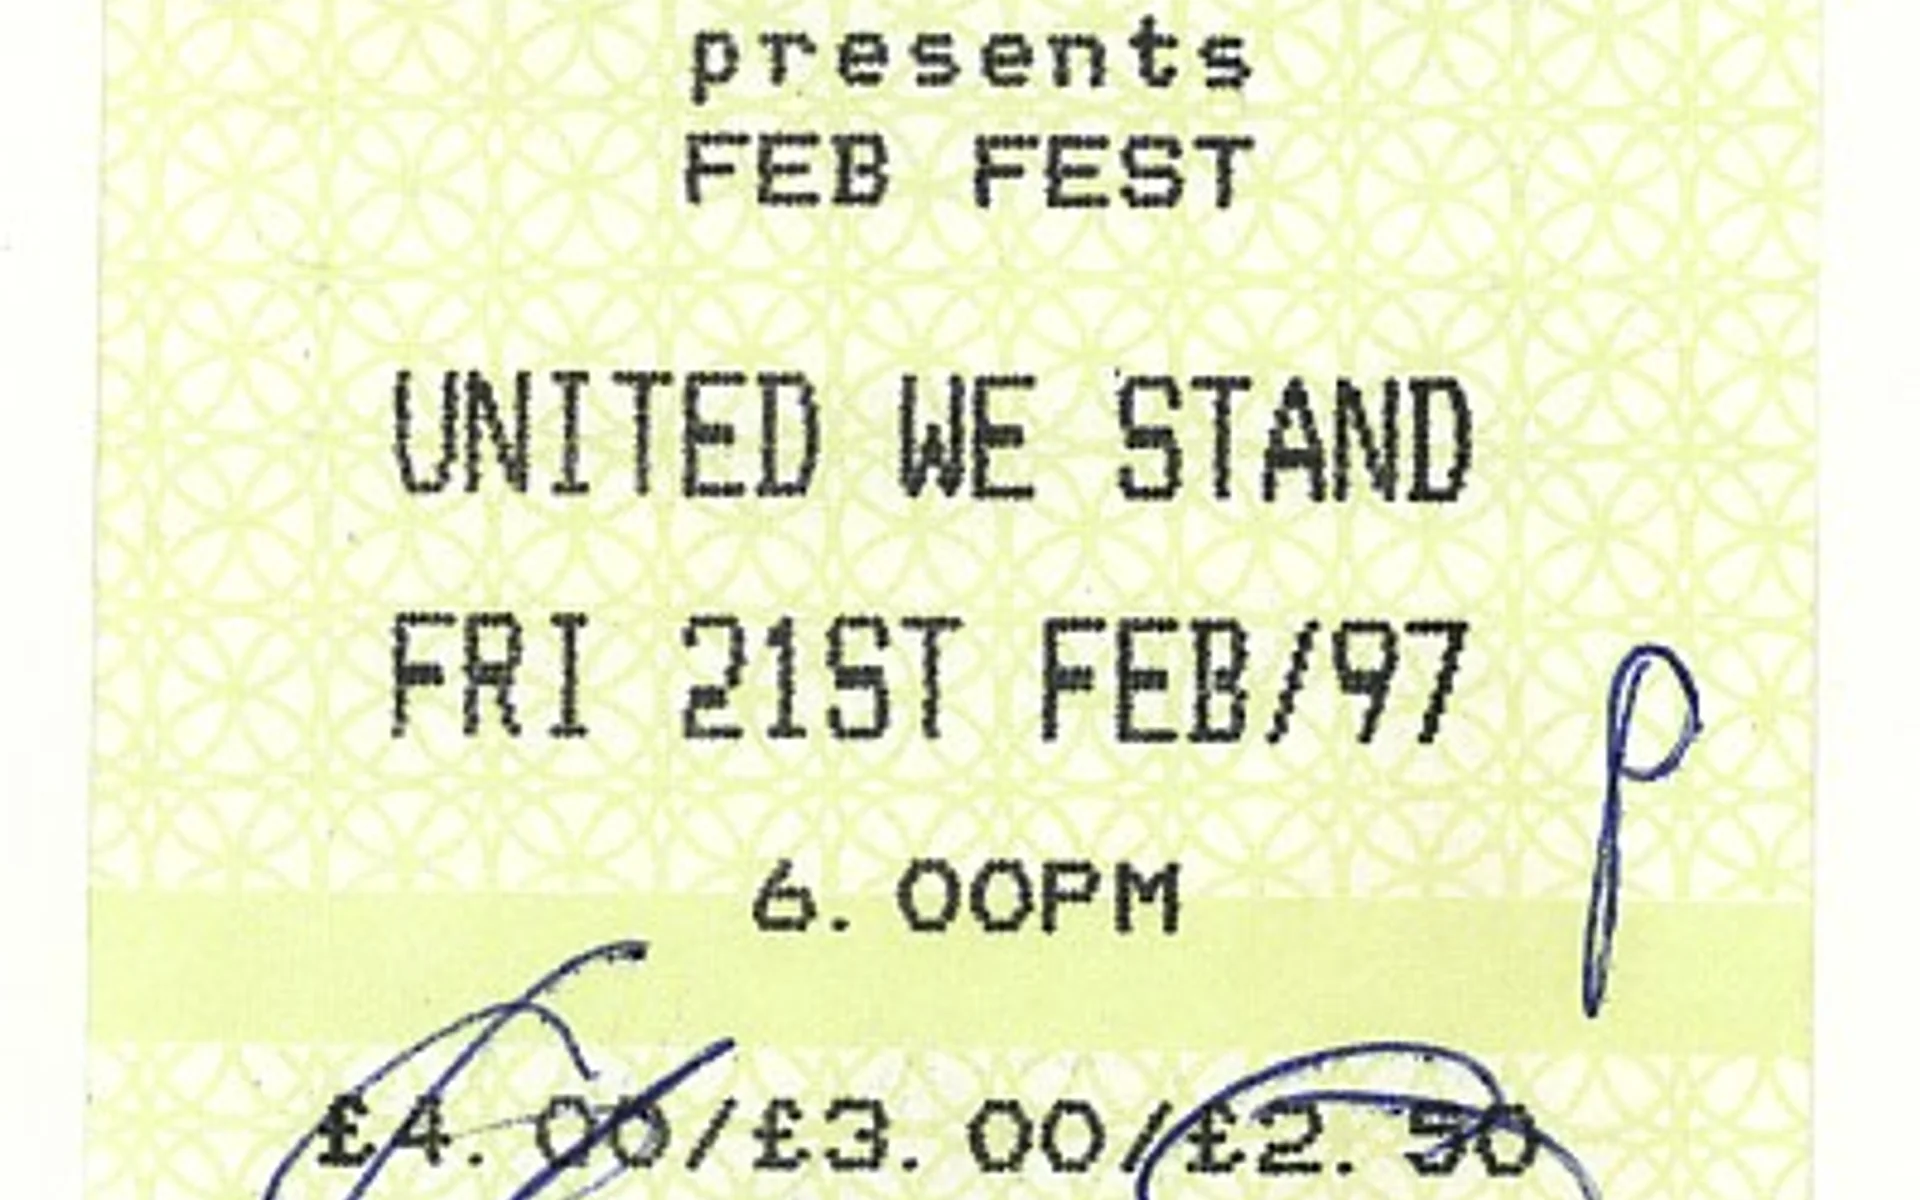 presents
FEB FEST
UNITED WE STAND
FRI 21ST FEB/97
P
6.00PM
£4.00/£3.00/£2.50